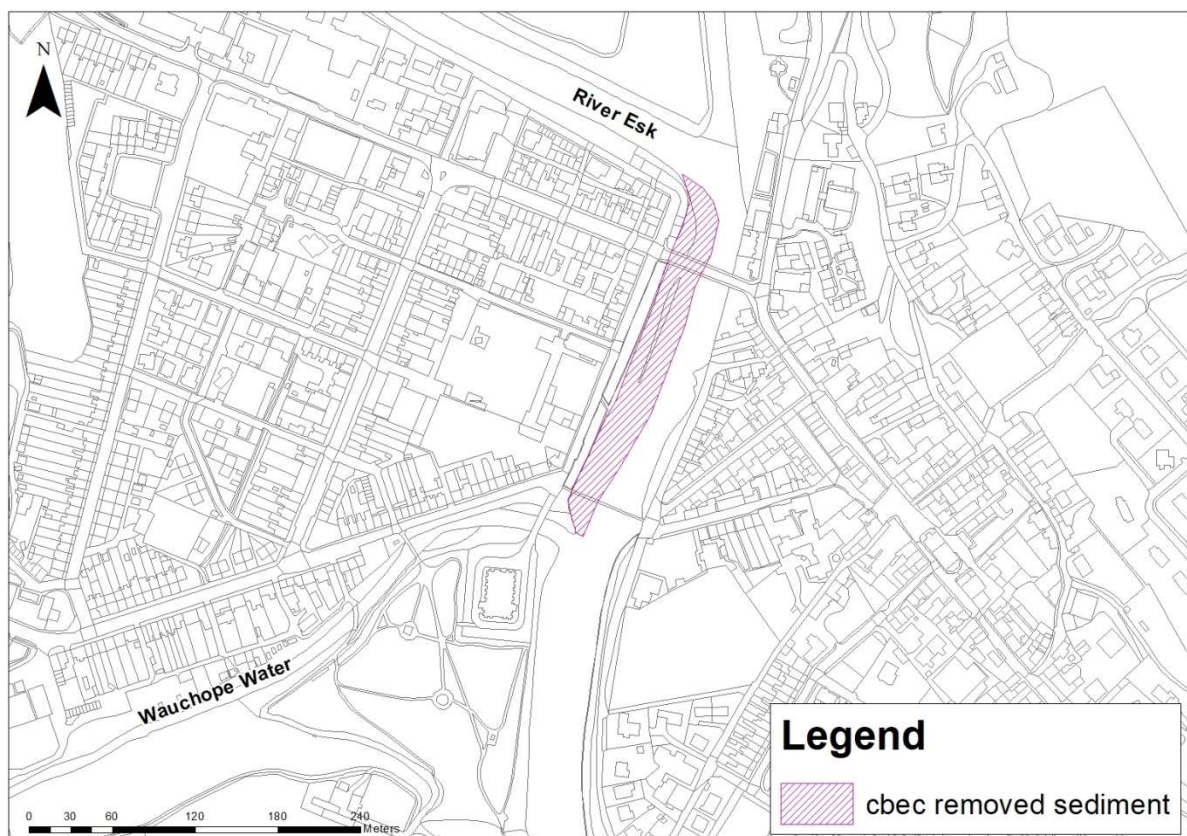 N
River Esk
Wauchope Water
Legend
cbec removed sediment
0 30 60 120 180 240
Meters